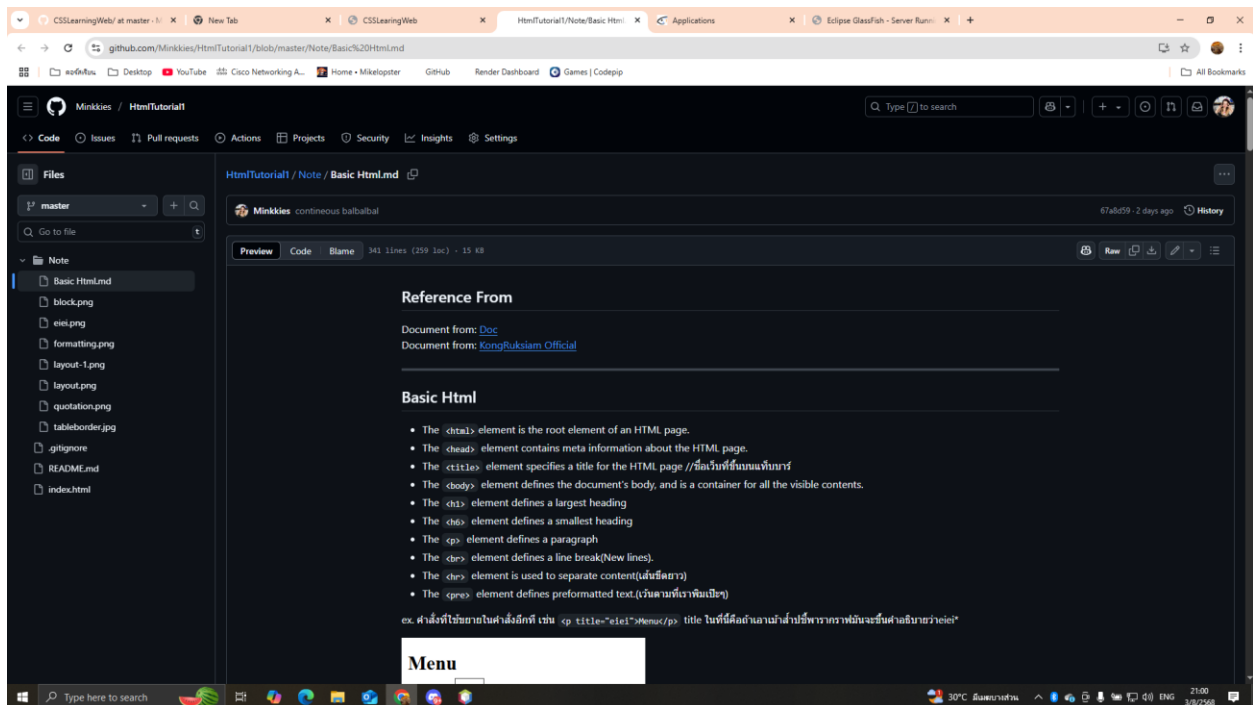 CSSLearningWeb/ at master · Mi
New Tab
CSSLearingWeb
HtmlTutorial1/Note/Basic Html.
Applications
Eclipse GlassFish - Server Runni
github.com/Minkkies/HtmlTutorial1/blob/master/Note/Basic%20Html.md
Desktop
YouTube
Cisco Networking A...
Home • Mikelopster
GitHub
Render Dashboard
Games | Codepip
All Bookmarks
Minkkies / HtmlTutorial1
Type / to search
Code
Issues
Pull requests
Actions
Projects
Security
Insights
Settings
Files
master
Go to file
t
Note
Basic Html.md
block.png
eiei.png
formatting.png
layout-1.png
layout.png
quotation.png
tableborder.jpg
.gitignore
README.md
index.html
HtmlTutorial1 / Note / Basic Html.md
Minkkies contineous balbalbal
67a8d59 · 2 days ago
History
Preview
Code
Blame
341 lines (259 loc) · 15 KB
Raw
Reference From
Document from: Doc
Document from: KongRuksiam Official
Basic Html
• The <html> element is the root element of an HTML page.
• The <head> element contains meta information about the HTML page.
• The <title> element specifies a title for the HTML page //ชื่อเว็บที่ขึ้นบนแท็บบาร์
• The <body> element defines the document's body, and is a container for all the visible contents.
• The <h1> element defines a largest heading
• The <h6> element defines a smallest heading
• The <p> element defines a paragraph
• The <br> element defines a line break(New lines).
• The <hr> element is used to separate content(เส้นขีดยาว)
• The <pre> element defines preformatted text.(เว้นตามที่เราพิมเป๊ะๆ)
ex. คำสั่งที่ใช้ขยายในคำสั่งอีกที เช่น <p title="eiei">Menu</p> title ในที่นี้คือถ้าเอาเม้าส์าปชี้พารากราฟมันจะขึ้นคำอธิบายว่าeiei*
Menu
Type here to search
30°C มีเมฆบางส่วน
ENG
21:00
3/8/2568